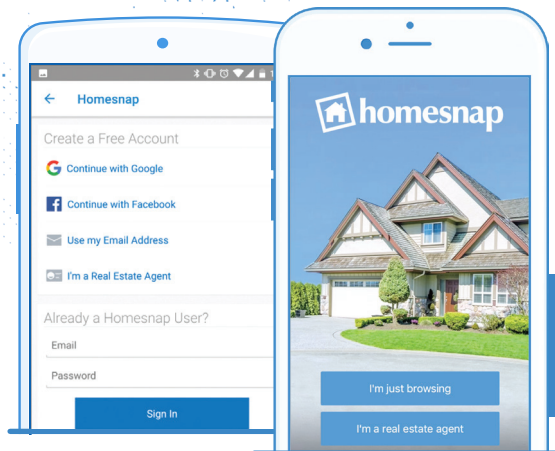 Homesnap
Create a Free Account
Continue with Google
Continue with Facebook
Use my Email Address
I'm a Real Estate Agent
Already a Homesnap User?
Email
Password
Sign In
homesnap
I'm just browsing
I'm a real estate agent